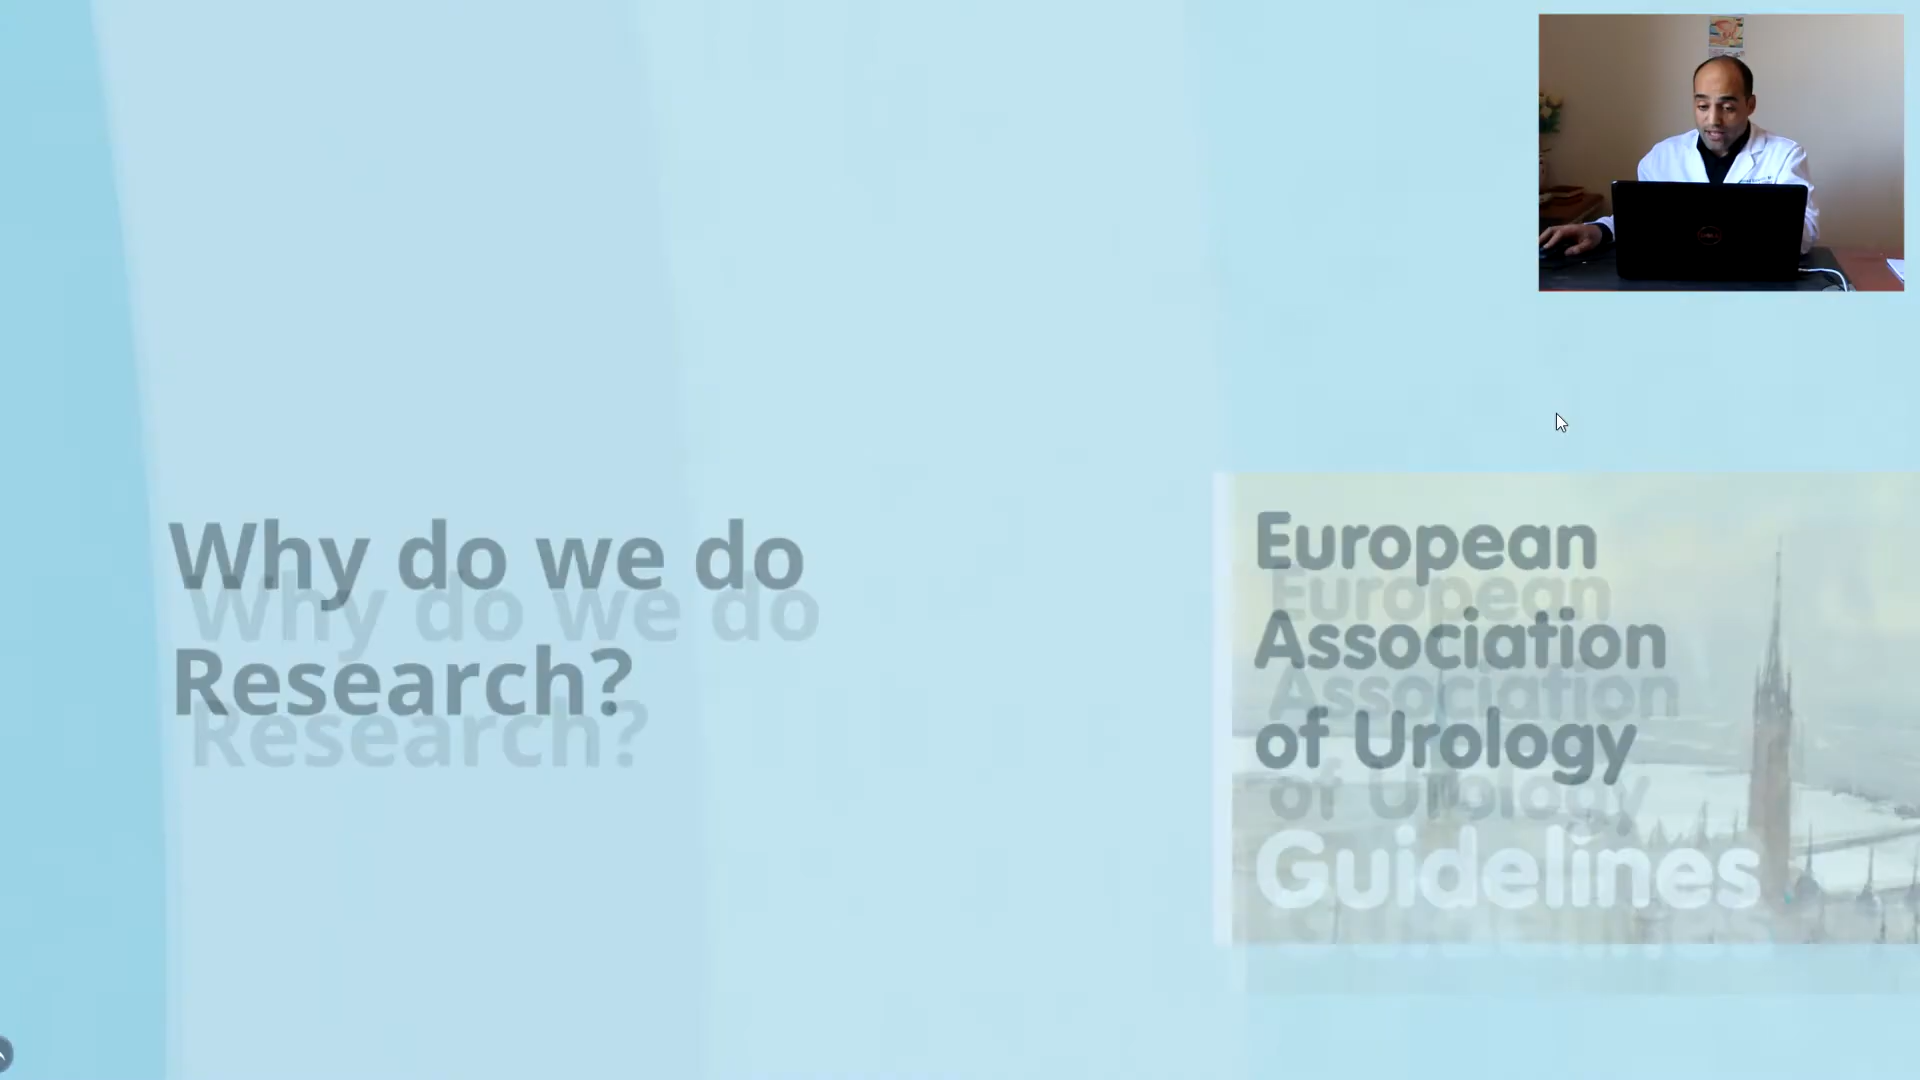 Why do we do
Research?
European
Association
of Urology
Guidelines